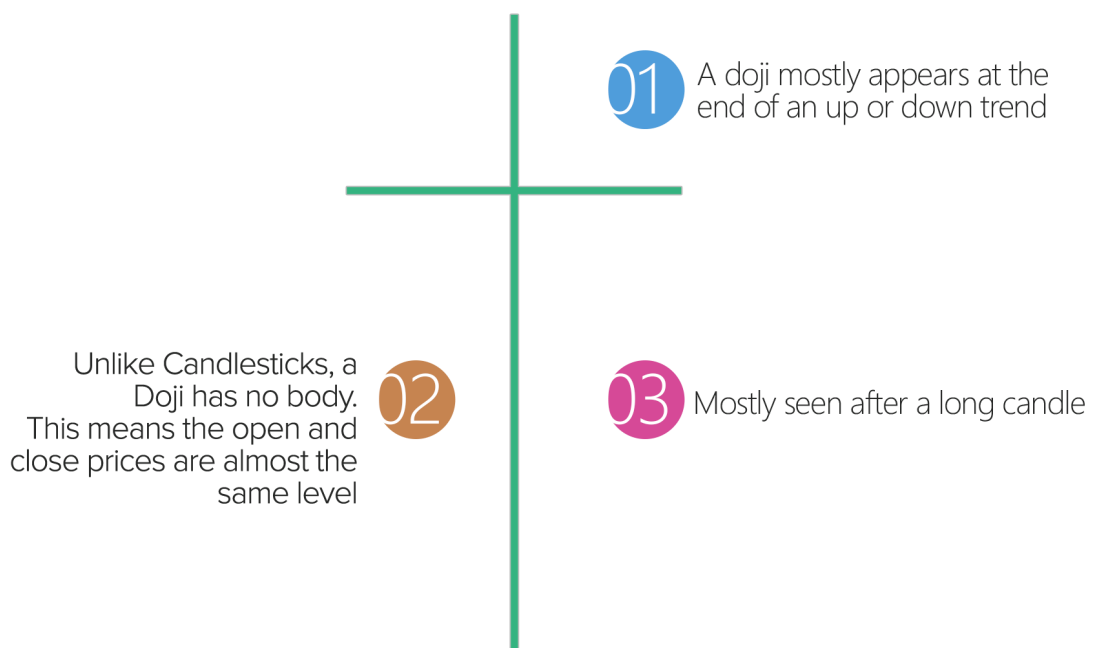 01
A doji mostly appears at the
end of an up or down trend
Unlike Candlesticks, a
Doji has no body.
This means the open and
close prices are almost the
same level
02
03
Mostly seen after a long candle